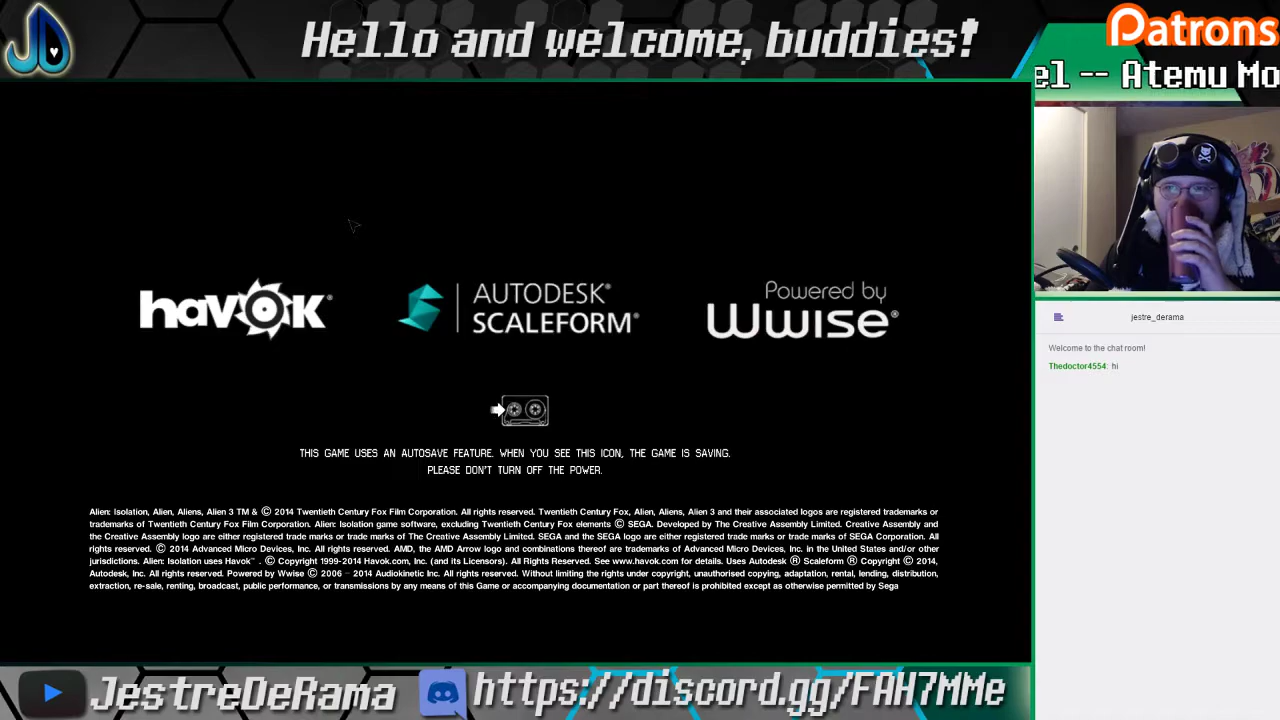 Hello and welcome, buddies!
Patrons
el -- Atemu Mo
havok®
AUTODESK®
SCALEFORM®
Powered by
Wwise®
THIS GAME USES AN AUTOSAVE FEATURE. WHEN YOU SEE THIS ICON, THE GAME IS SAVING.
PLEASE DON'T TURN OFF THE POWER.
Alien: Isolation, Alien, Aliens, Alien 3 TM & © 2014 Twentieth Century Fox Film Corporation. All rights reserved. Twentieth Century Fox, Alien, Aliens, Alien 3 and their associated logos are registered trademarks or
trademarks of Twentieth Century Fox Film Corporation. Alien: Isolation game software, excluding Twentieth Century Fox elements © SEGA. Developed by The Creative Assembly Limited. Creative Assembly and
the Creative Assembly logo are either registered trade marks or trade marks of The Creative Assembly Limited. SEGA and the SEGA logo are either registered trade marks or trademarks of SEGA Corporation. All
rights reserved. © 2014 Advanced Micro Devices, Inc. All rights reserved. AMD, the AMD Arrow logo and combinations thereof are trademarks of Advanced Micro Devices, Inc. in the United States and/or other
jurisdictions. Alien: Isolation uses Havok™ . © Copyright 1999-2014 Havok.com, Inc. (and its Licensors). All Rights Reserved. See www.havok.com for details. Uses Autodesk ® Scaleform ® Copyright © 2014,
Autodesk, Inc. All rights reserved. Powered by Wwise © 2006 – 2014 Audiokinetic Inc. All rights reserved. Without limiting the rights under copyright, unauthorised copying, adaptation, rental, lending, distribution,
extraction, re-sale, renting, broadcast, public performance, or transmissions by any means of this Game or accompanying documentation or part thereof is prohibited except as otherwise permitted by Sega
jestre_derama
Welcome to the chat room!
Thedoctor4554: hi
JestreDeRama
https://discord.gg/FAH7MMe